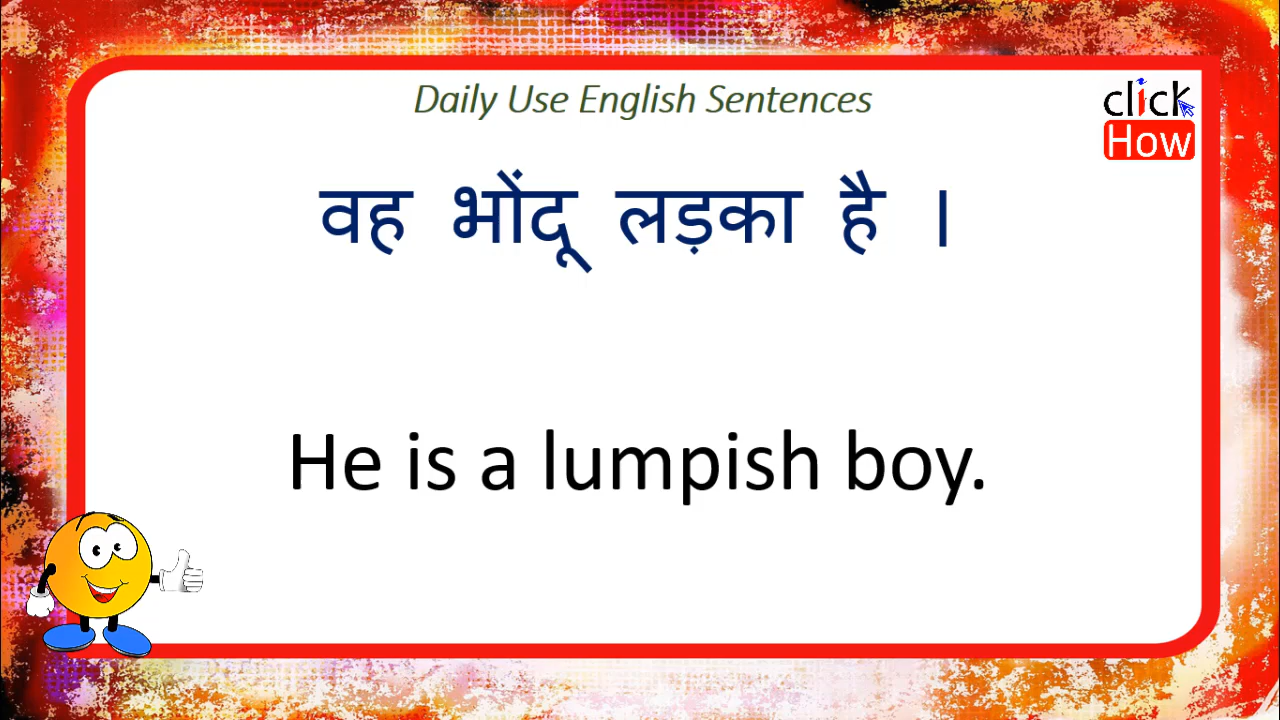 Daily Use English Sentences
click
How
वह भोंदू लड़का है ।
He is a lumpish boy.